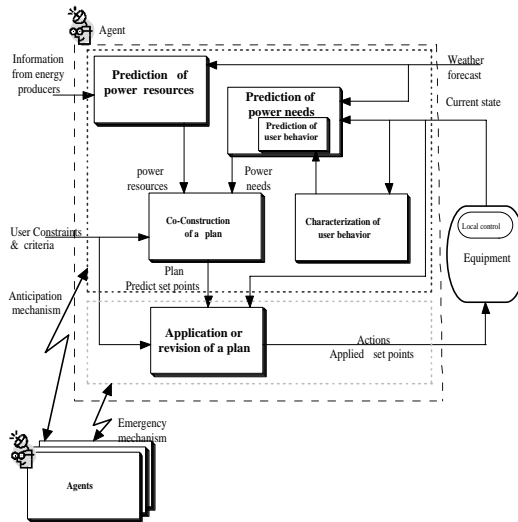 Agent
Information
from energy
producers
Prediction of
power resources
Weather
forecast
Prediction of
power needs
Prediction of
user behavior
Current state
power
resources
Power
needs
Co-Construction
of a plan
Characterization of
user behavior
Local control
Equipment
User Constraints
& criteria
Plan
Predict set points
Anticipation
mechanism
Application or
revision of a plan
Actions
Applied set points
Emergency
mechanism
Agents